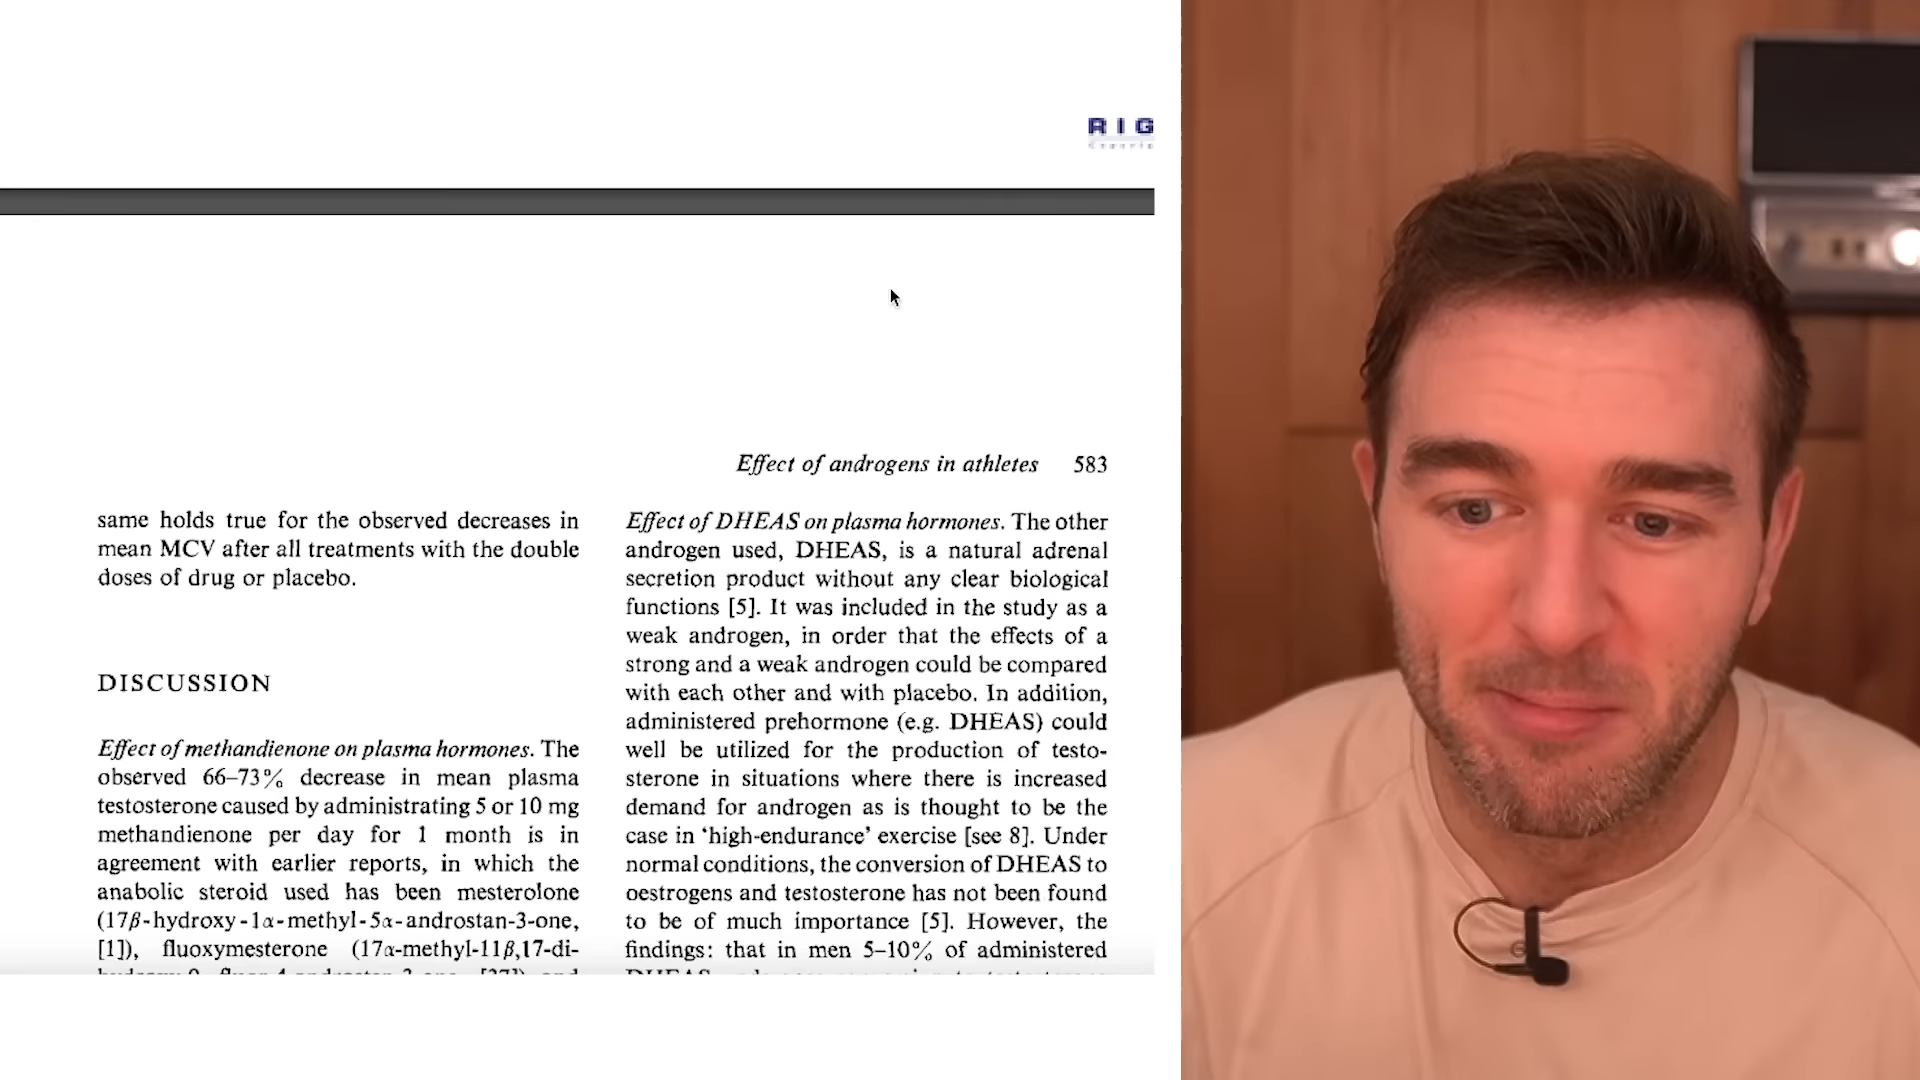 RIG
Effect of androgens in athletes 583
same holds true for the observed decreases in
mean MCV after all treatments with the double
doses of drug or placebo.
DISCUSSION
Effect of methandienone on plasma hormones. The
observed 66–73% decrease in mean plasma
testosterone caused by administrating 5 or 10 mg
methandienone per day for 1 month is in
agreement with earlier reports, in which the
anabolic steroid used has been mesterolone
(17β-hydroxy-1α-methyl-5α-androstan-3-one,
[1]), fluoxymesterone (17α-methyl-11β,17-di-
Effect of DHEAS on plasma hormones. The other
androgen used, DHEAS, is a natural adrenal
secretion product without any clear biological
functions [5]. It was included in the study as a
weak androgen, in order that the effects of a
strong and a weak androgen could be compared
with each other and with placebo. In addition,
administered prehormone (e.g. DHEAS) could
well be utilized for the production of testo-
sterone in situations where there is increased
demand for androgen as is thought to be the
case in ‘high-endurance’ exercise [see 8]. Under
normal conditions, the conversion of DHEAS to
oestrogens and testosterone has not been found
to be of much importance [5]. However, the
findings: that in men 5–10% of administered